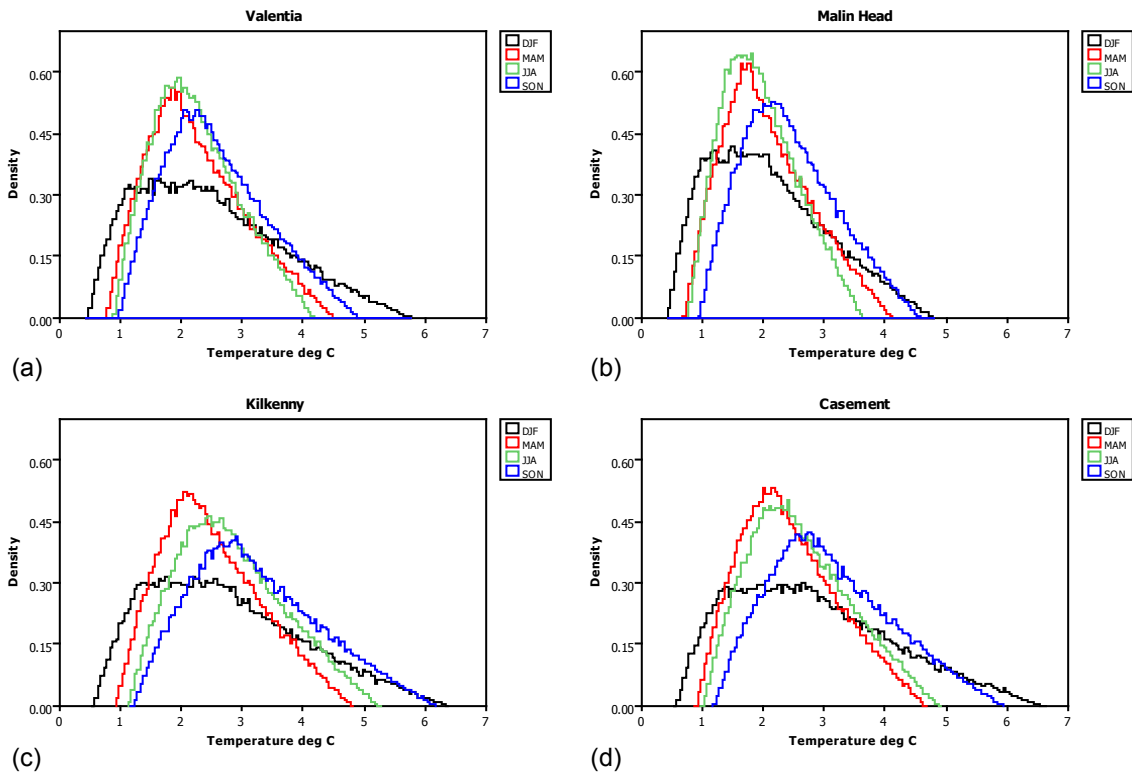 Valentia
Density
0.60
0.45
0.30
0.15
0.00
0 1 2 3 4 5 6 7
Temperature deg C
DJF
MAM
JJA
SON
(a)
Malin Head
Density
0.60
0.45
0.30
0.15
0.00
0 1 2 3 4 5 6 7
Temperature deg C
DJF
MAM
JJA
SON
(b)
Kilkenny
Density
0.60
0.45
0.30
0.15
0.00
0 1 2 3 4 5 6 7
Temperature deg C
DJF
MAM
JJA
SON
(c)
Casement
Density
0.60
0.45
0.30
0.15
0.00
0 1 2 3 4 5 6 7
Temperature deg C
DJF
MAM
JJA
SON
(d)